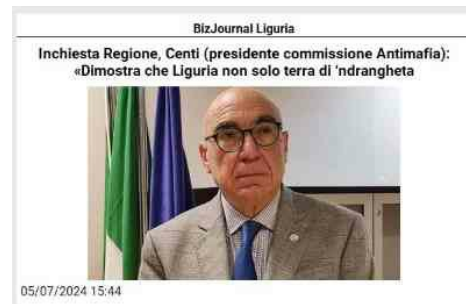 BizJournal Liguria
Inchiesta Regione, Centi (presidente commissione Antimafia):
«Dimostra che Liguria non solo terra di 'ndrangheta
05/07/2024 15:44